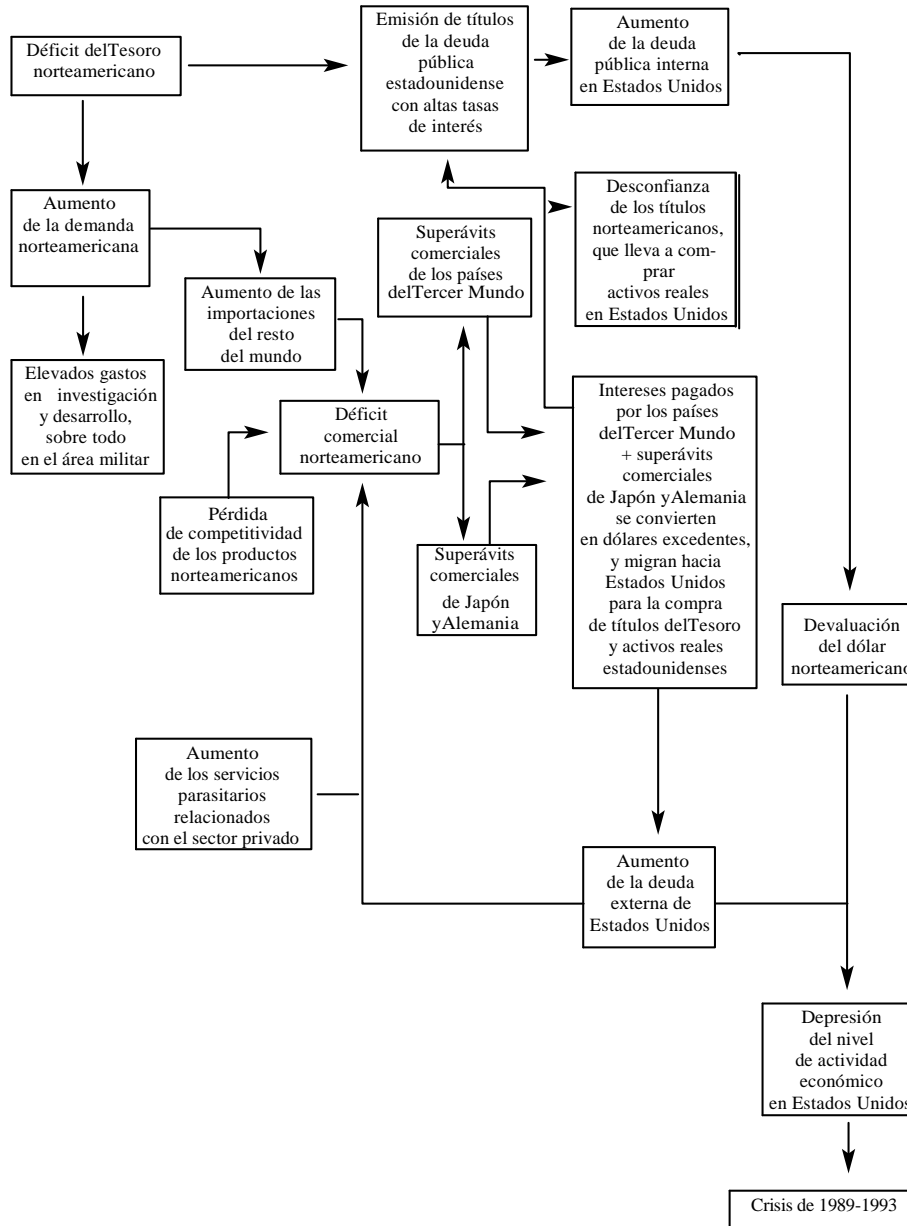 Déficit delTesoro
norteamericano
Emisión de títulos
de la deuda
pública
estadounidense
con altas tasas
de interés
Aumento
de la deuda
pública interna
en Estados Unidos
Aumento
de la demanda
norteamericana
Superávits
comerciales
de los países
delTercer Mundo
Desconfianza
de los títulos
norteamericanos,
que lleva a com-
prar
activos reales
en Estados Unidos
Aumento de las
importaciones
del resto
del mundo
Elevados gastos
en investigación
y desarrollo,
sobre todo
en el área militar
Déficit
comercial
norteamericano
Intereses pagados
por los países
delTercer Mundo
+ superávits
comerciales
de Japón yAlemania
se convierten
en dólares excedentes,
y migran hacia
Estados Unidos
para la compra
de títulos delTesoro
y activos reales
estadounidenses
Pérdida
de competitividad
de los productos
norteamericanos
Superávits
comerciales
de Japón
yAlemania
Devaluación
del dólar
norteamericano
Aumento
de los servicios
parasitarios
relacionados
con el sector privado
Aumento
de la deuda
externa de
Estados Unidos
Depresión
del nivel
de actividad
económico
en Estados Unidos
Crisis de 1989-1993